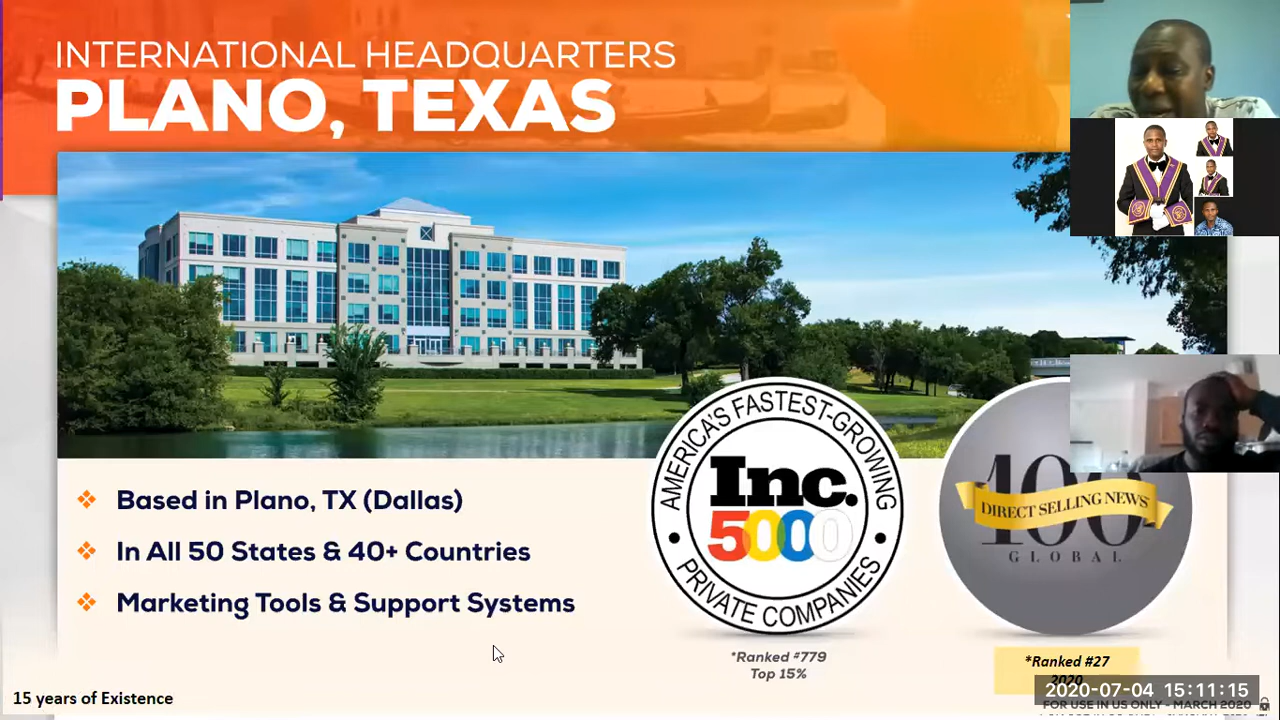 INTERNATIONAL HEADQUARTERS
PLANO, TEXAS
AMERICA'S FASTEST-GROWING
Inc.
5000
PRIVATE COMPANIES
100
DIRECT SELLING NEWS
GLOBAL
Based in Plano, TX (Dallas)
In All 50 States & 40+ Countries
Marketing Tools & Support Systems
*Ranked #779
Top 15%
*Ranked #27
2020
2020-07-04 15:11:15
FOR USE IN US ONLY - MARCH 2020
15 years of Existence